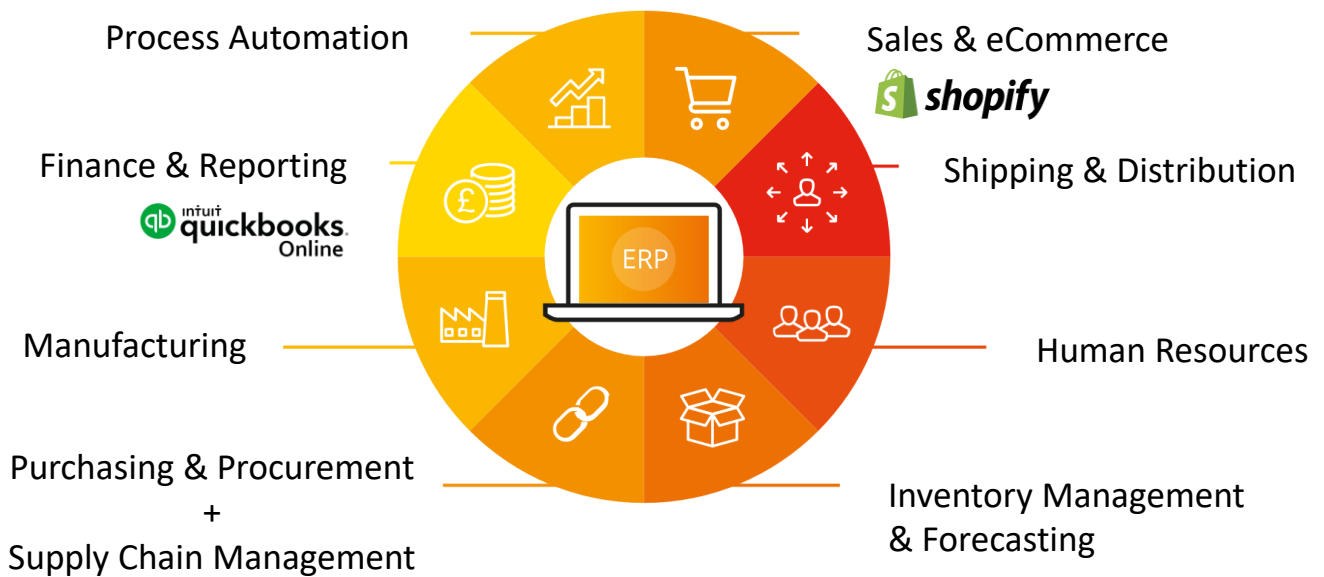 Process Automation
Sales & eCommerce
shopify
Finance & Reporting
intuit
quickbooks.
Online
Shipping & Distribution
ERP
Manufacturing
Human Resources
Purchasing & Procurement
+
Supply Chain Management
Inventory Management
& Forecasting